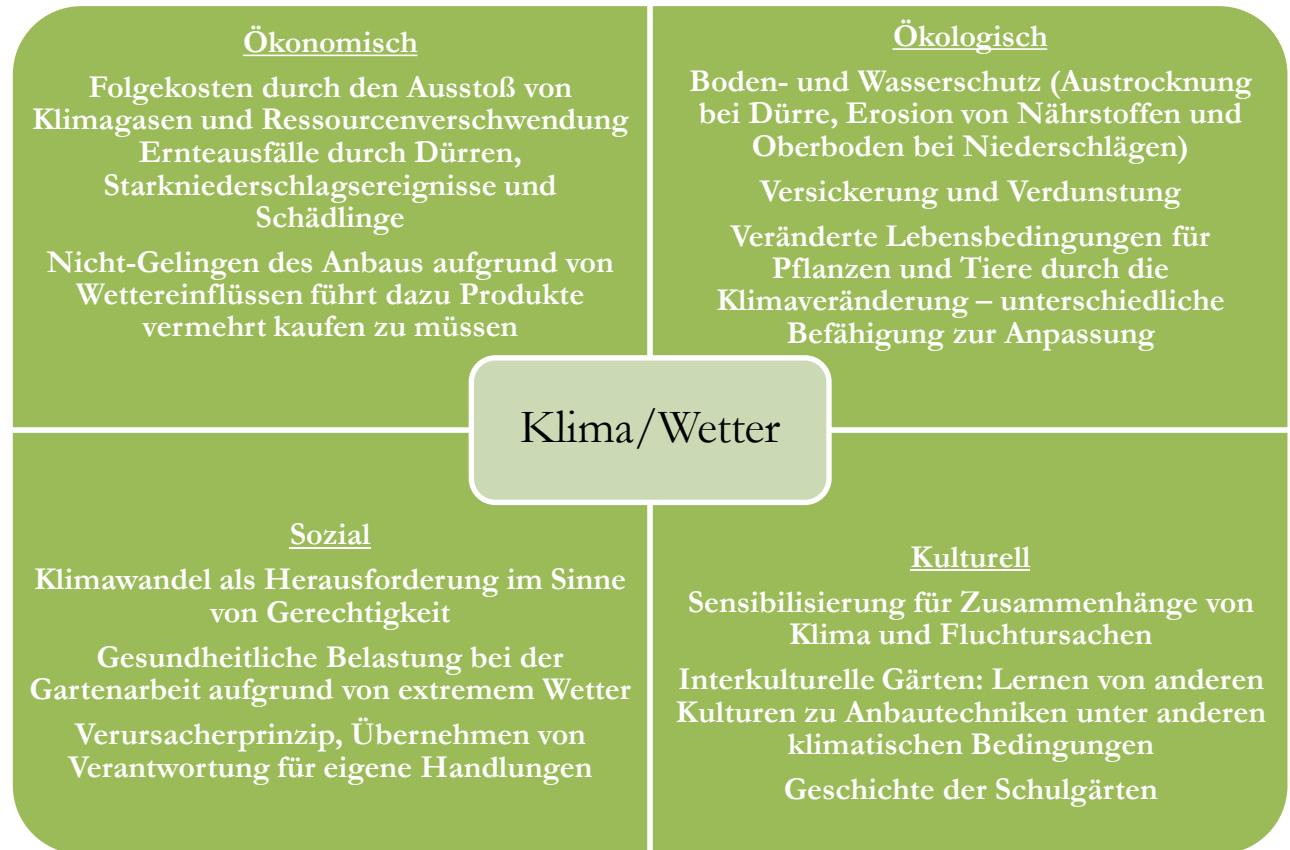 Ökonomisch
Folgekosten durch den Ausstoß von
Klimagasen und Ressourcenverschwendung
Ernteausfälle durch Dürren,
Starkniederschlagsereignisse und
Schädlinge
Nicht-Gelingen des Anbaus aufgrund von
Wettereinflüssen führt dazu Produkte
vermehrt kaufen zu müssen
Ökologisch
Boden- und Wasserschutz (Austrocknung
bei Dürre, Erosion von Nährstoffen und
Oberboden bei Niederschlägen)
Versickerung und Verdunstung
Veränderte Lebensbedingungen für
Pflanzen und Tiere durch die
Klimaveränderung – unterschiedliche
Befähigung zur Anpassung
Klima/Wetter
Sozial
Klimawandel als Herausforderung im Sinne
von Gerechtigkeit
Gesundheitliche Belastung bei der
Gartenarbeit aufgrund von extremem Wetter
Verursacherprinzip, Übernehmen von
Verantwortung für eigene Handlungen
Kulturell
Sensibilisierung für Zusammenhänge von
Klima und Fluchtursachen
Interkulturelle Gärten: Lernen von anderen
Kulturen zu Anbautechniken unter anderen
klimatischen Bedingungen
Geschichte der Schulgärten